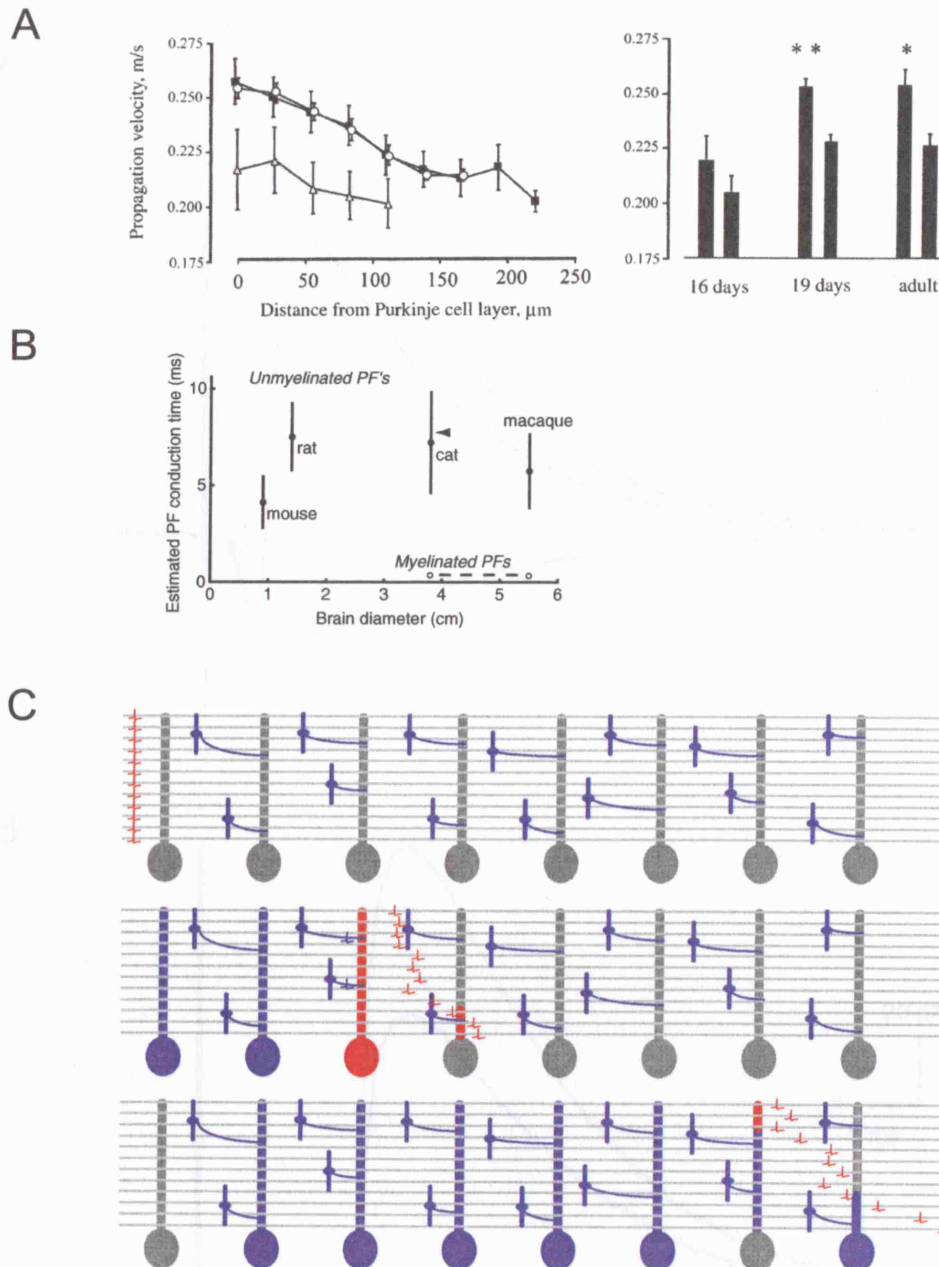 A
Propagation velocity, m/s
0.275
0.250
0.225
0.200
0.175
0 50 100 150 200 250
Distance from Purkinje cell layer, µm
0.275
0.250
0.225
0.200
0.175
* * *
16 days 19 days adult
B
Estimated PF conduction time (ms)
10
5
0
Unmyelinated PF's
rat
mouse
cat
macaque
Myelinated PFs
0 1 2 3 4 5 6
Brain diameter (cm)
C